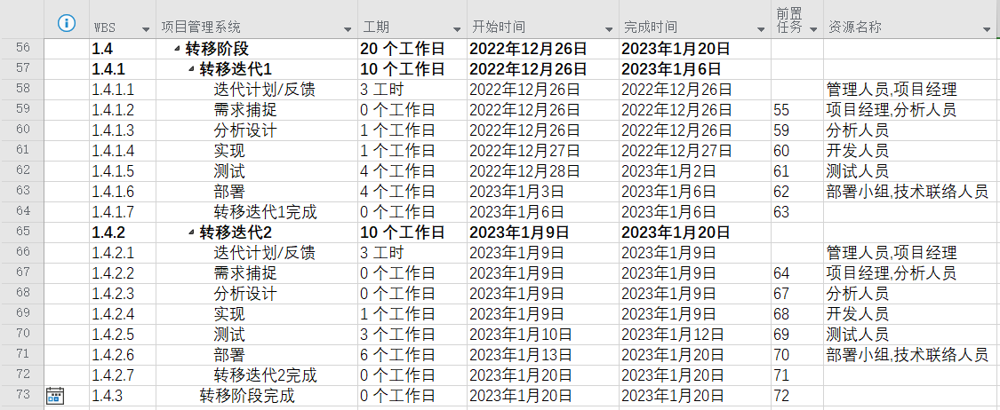 WBS 项目管理系统 工期 开始时间 完成时间 前置任务 资源名称
56 1.4 转移阶段 20 个工作日 2022年12月26日 2023年1月20日
57 1.4.1 转移迭代1 10 个工作日 2022年12月26日 2023年1月6日
58 1.4.1.1 迭代计划/反馈 3 工时 2022年12月26日 2022年12月26日 管理人员,项目经理
59 1.4.1.2 需求捕捉 0 个工作日 2022年12月26日 2022年12月26日 55 项目经理,分析人员
60 1.4.1.3 分析设计 1 个工作日 2022年12月26日 2022年12月26日 59 分析人员
61 1.4.1.4 实现 1 个工作日 2022年12月27日 2022年12月27日 60 开发人员
62 1.4.1.5 测试 4 个工作日 2022年12月28日 2023年1月2日 61 测试人员
63 1.4.1.6 部署 4 个工作日 2023年1月3日 2023年1月6日 62 部署小组,技术联络人员
64 1.4.1.7 转移迭代1完成 0 个工作日 2023年1月6日 2023年1月6日 63
65 1.4.2 转移迭代2 10 个工作日 2023年1月9日 2023年1月20日
66 1.4.2.1 迭代计划/反馈 3 工时 2023年1月9日 2023年1月9日 管理人员,项目经理
67 1.4.2.2 需求捕捉 0 个工作日 2023年1月9日 2023年1月9日 64 项目经理,分析人员
68 1.4.2.3 分析设计 0 个工作日 2023年1月9日 2023年1月9日 67 分析人员
69 1.4.2.4 实现 1 个工作日 2023年1月9日 2023年1月9日 68 开发人员
70 1.4.2.5 测试 3 个工作日 2023年1月10日 2023年1月12日 69 测试人员
71 1.4.2.6 部署 6 个工作日 2023年1月13日 2023年1月20日 70 部署小组,技术联络人员
72 1.4.2.7 转移迭代2完成 0 个工作日 2023年1月20日 2023年1月20日 71
73 1.4.3 转移阶段完成 0 个工作日 2023年1月20日 2023年1月20日 72